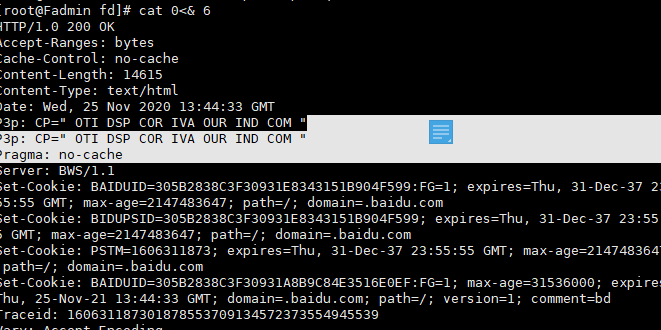 [root@Fadmin fd]# cat 0<& 6
HTTP/1.0 200 OK
Accept-Ranges: bytes
Cache-Control: no-cache
Content-Length: 14615
Content-Type: text/html
Date: Wed, 25 Nov 2020 13:44:33 GMT
P3p: CP=" OTI DSP COR IVA OUR IND COM "
P3p: CP=" OTI DSP COR IVA OUR IND COM "
Pragma: no-cache
Server: BWS/1.1
Set-Cookie: BAIDUID=305B2838C3F30931E8343151B904F599:FG=1; expires=Thu, 31-Dec-37 23
55:55 GMT; max-age=2147483647; path=/; domain=.baidu.com
Set-Cookie: BIDUPSID=305B2838C3F30931E8343151B904F599; expires=Thu, 31-Dec-37 23:55
5 GMT; max-age=2147483647; path=/; domain=.baidu.com
Set-Cookie: PSTM=1606311873; expires=Thu, 31-Dec-37 23:55:55 GMT; max-age=2147483647
path=/; domain=.baidu.com
Set-Cookie: BAIDUID=305B2838C3F30931A8B9C84E3516E0EF:FG=1; max-age=31536000; expires
Thu, 25-Nov-21 13:44:33 GMT; domain=.baidu.com; path=/; version=1; comment=bd
Traceid: 160631187301878553709134572373554945539
Vary: Accept-Encoding